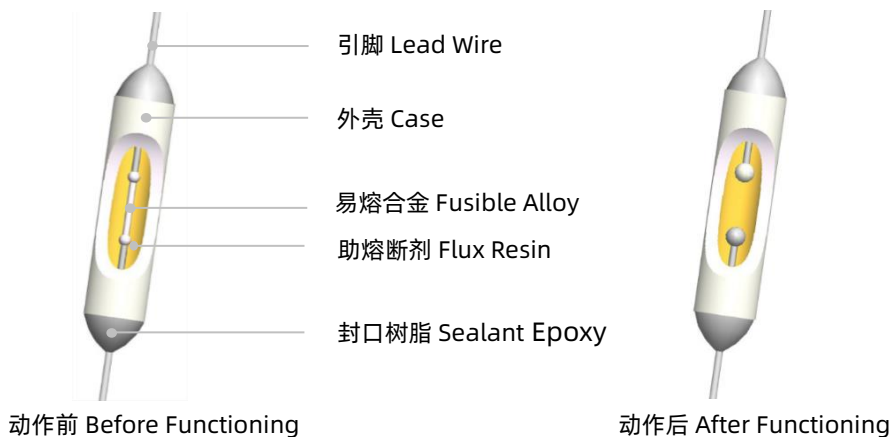 引脚 Lead Wire
外壳 Case
易熔合金 Fusible Alloy
助熔断剂 Flux Resin
封口树脂 Sealant Epoxy
动作前 Before Functioning
动作后 After Functioning